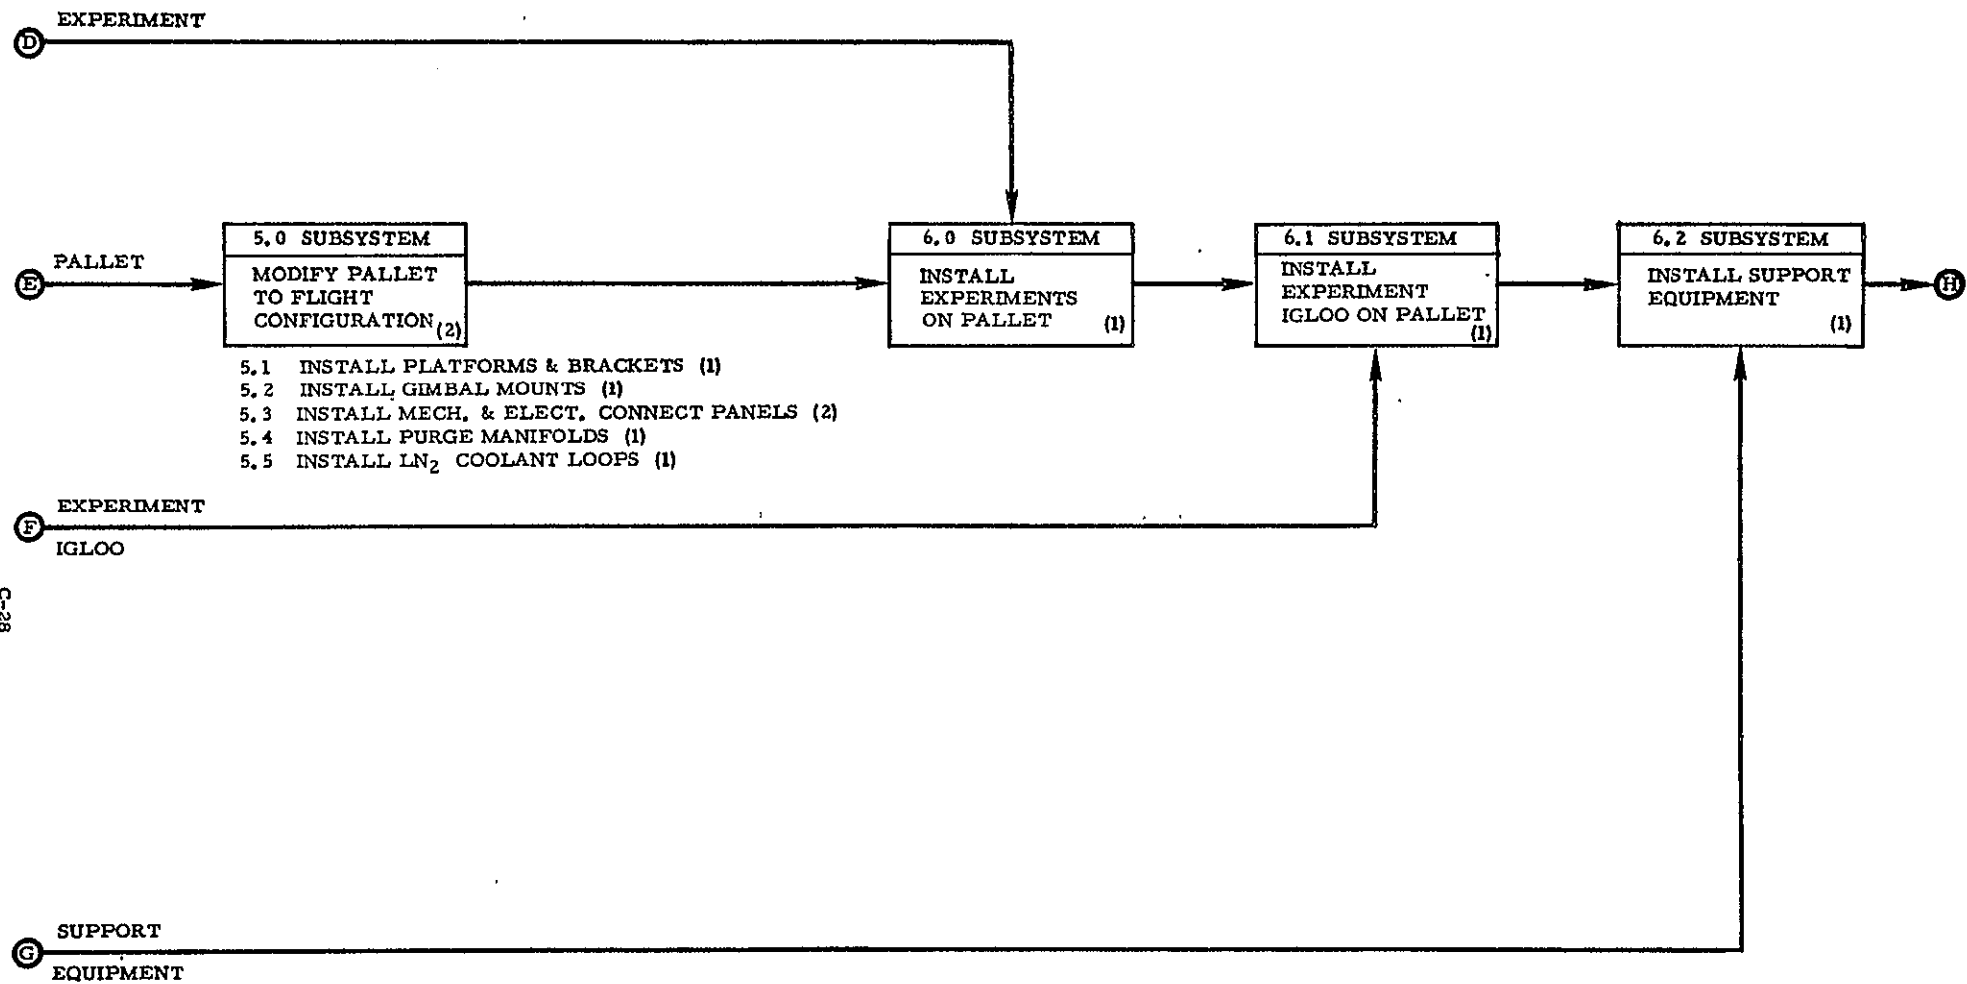 EXPERIMENT
D
PALLET
E
5.0 SUBSYSTEM
MODIFY PALLET
TO FLIGHT
CONFIGURATION (2)
6.0 SUBSYSTEM
INSTALL
EXPERIMENTS
ON PALLET (1)
6.1 SUBSYSTEM
INSTALL
EXPERIMENT
IGLOO ON PALLET
(1)
6.2 SUBSYSTEM
INSTALL SUPPORT
EQUIPMENT
(1)
H
5.1 INSTALL PLATFORMS & BRACKETS (1)
5.2 INSTALL GIMBAL MOUNTS (1)
5.3 INSTALL MECH. & ELECT. CONNECT PANELS (2)
5.4 INSTALL PURGE MANIFOLDS (1)
5.5 INSTALL LN2 COOLANT LOOPS (1)
EXPERIMENT
F
IGLOO
C-28
SUPPORT
G
EQUIPMENT